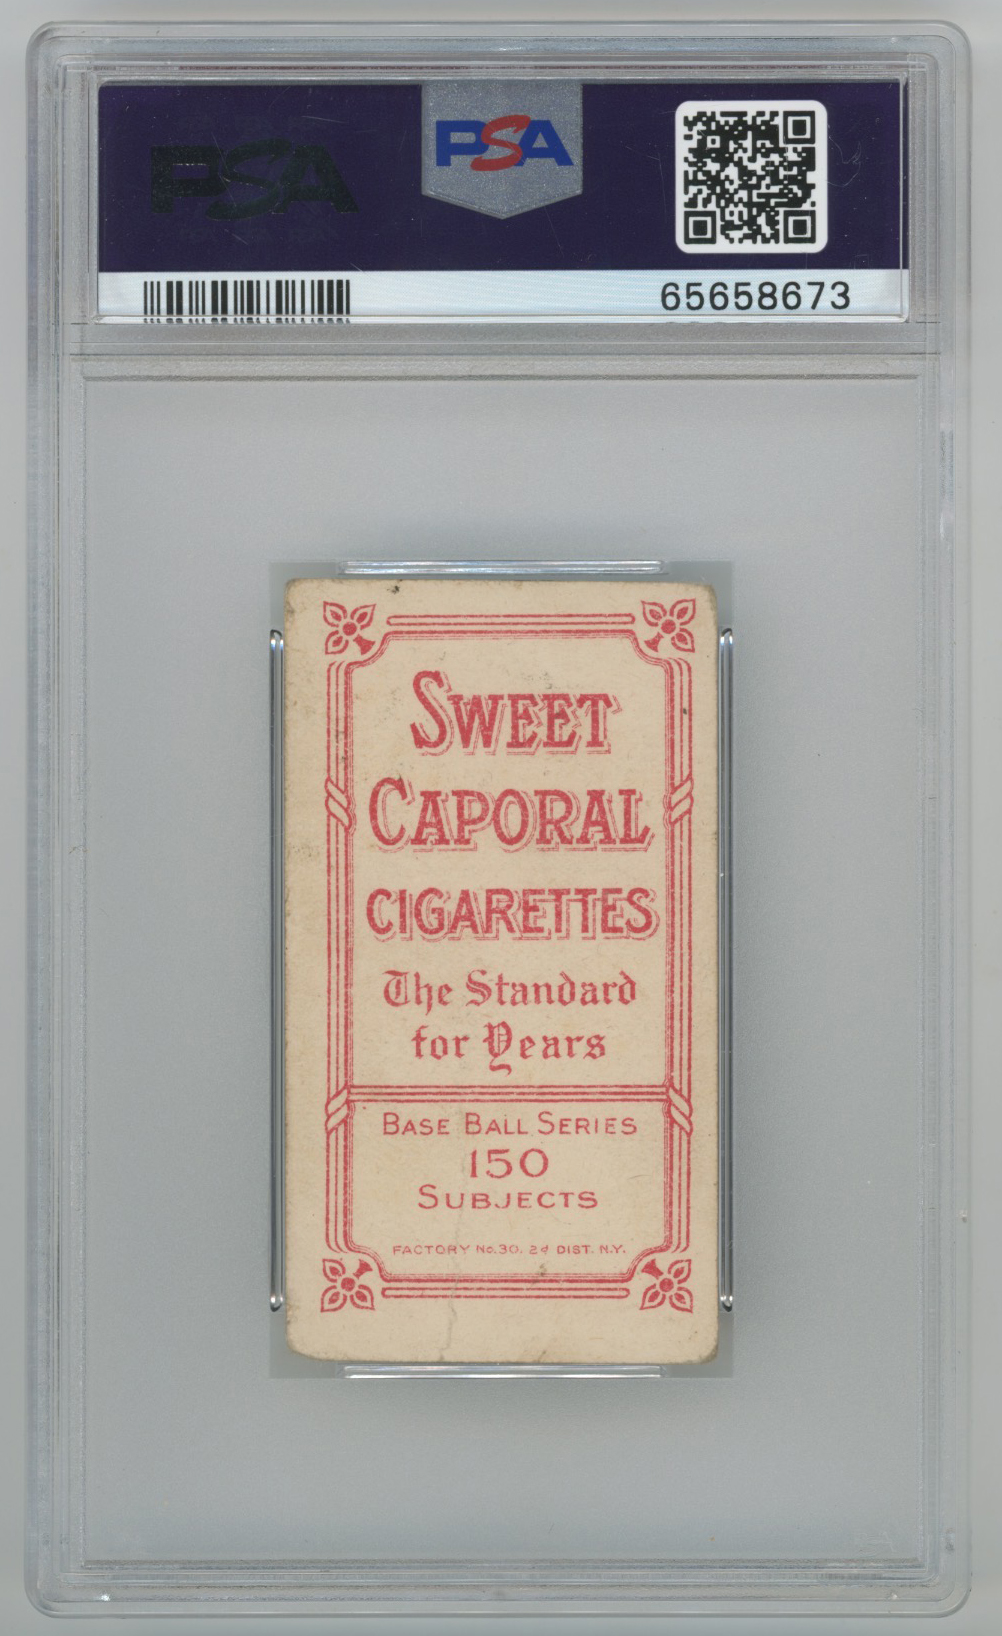 PSA
PSA
65658673
SWEET
CAPORAL
CIGARETTES
The Standard
for Years
BASE BALL SERIES
150
SUBJECTS
FACTORY No. 30. 2d DIST. N.Y.